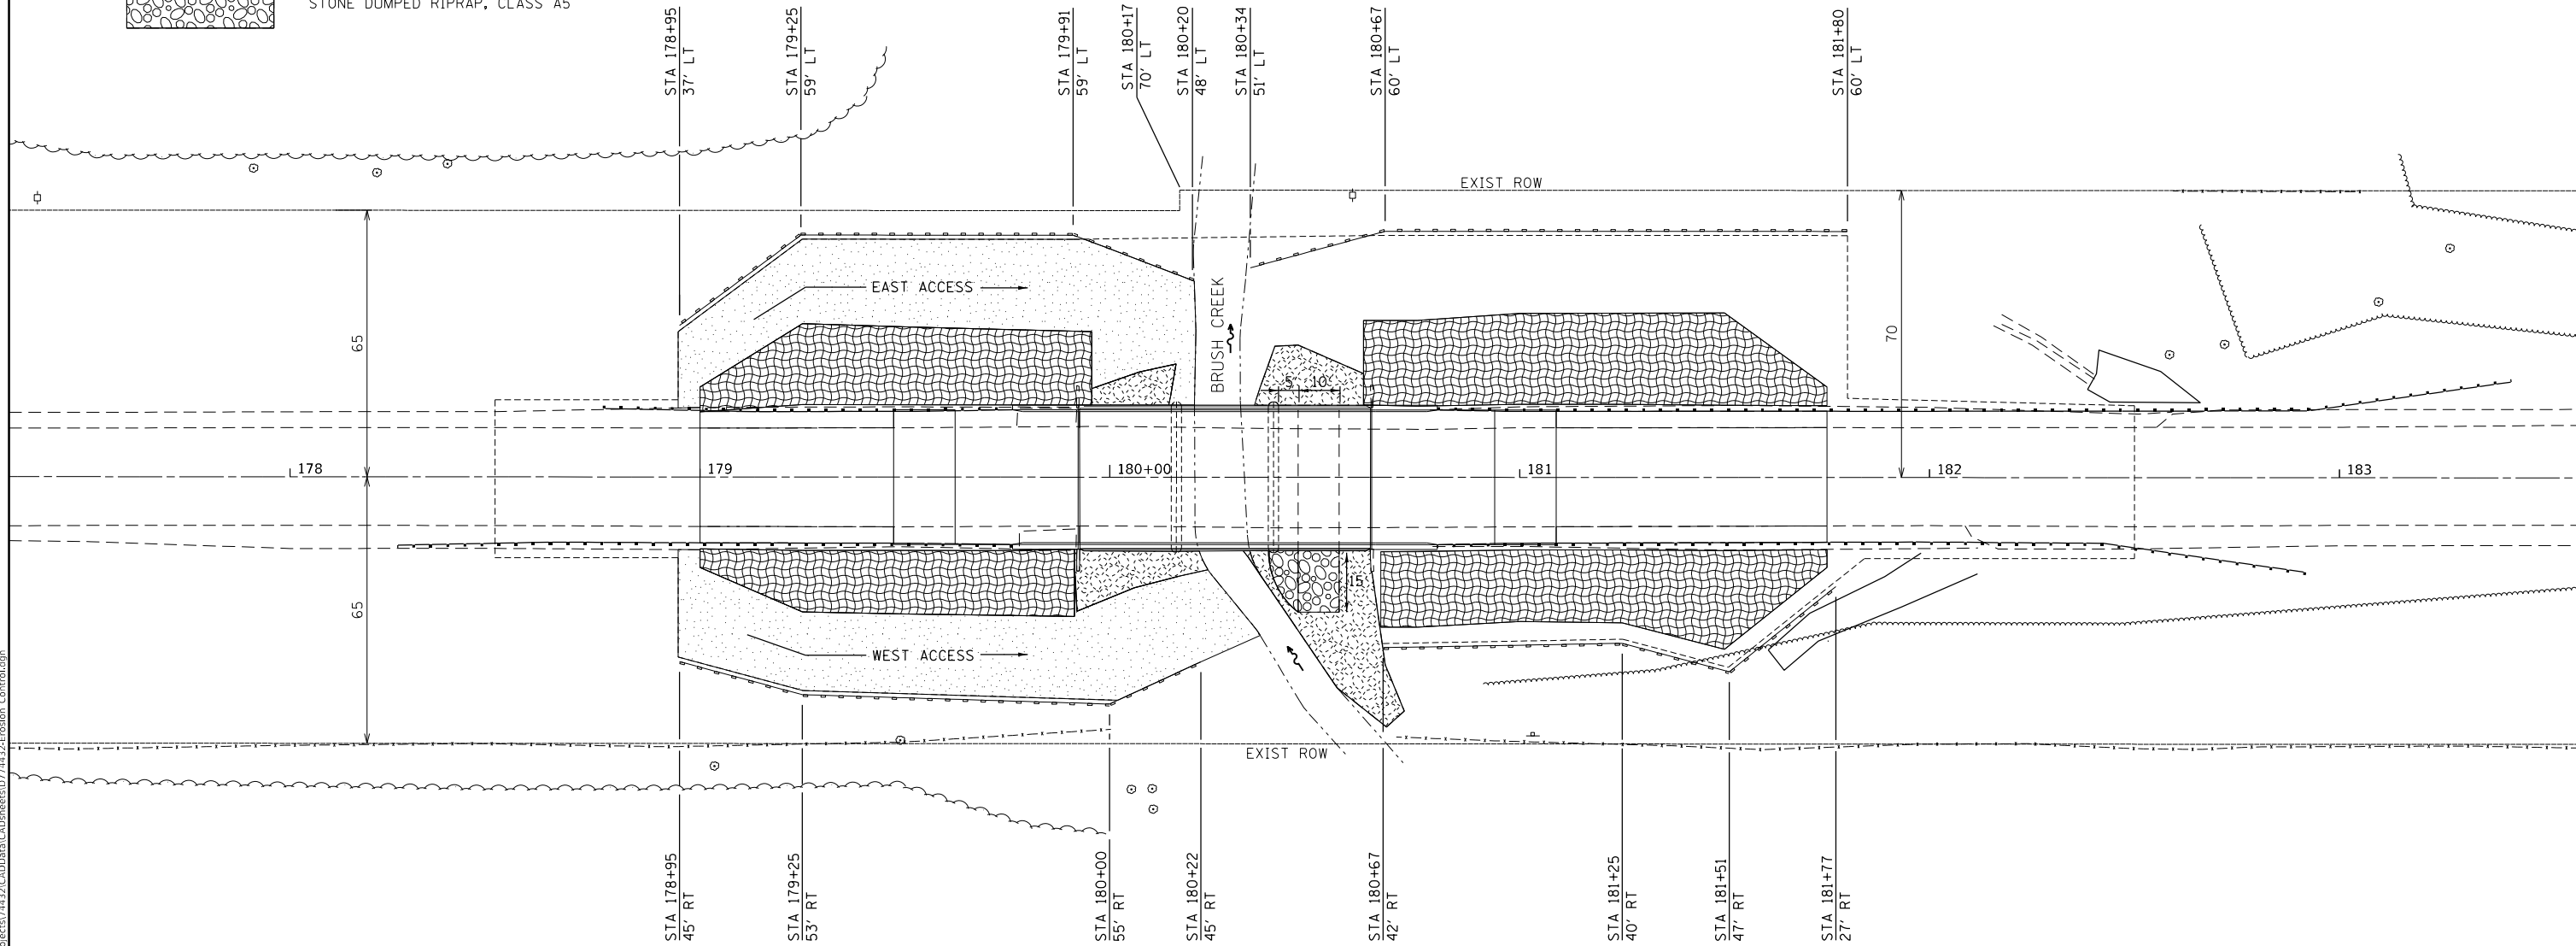 STONE DUMPED RIPRAP, CLASS A5
STA 178+95
37' LT
STA 179+25
59' LT
STA 179+91
59' LT
STA 180+17
70' LT
STA 180+20
48' LT
STA 180+34
51' LT
STA 180+67
60' LT
STA 181+80
60' LT
EXIST ROW
EAST ACCESS
BRUSH CREEK
65
70
5'
10'
178
179
180+00
181
182
183
15'
65
WEST ACCESS
EXIST ROW
STA 178+95
45' RT
STA 179+25
53' RT
STA 180+00
55' RT
STA 180+22
45' RT
STA 180+67
42' RT
STA 181+25
40' RT
STA 181+51
47' RT
STA 181+77
27' RT